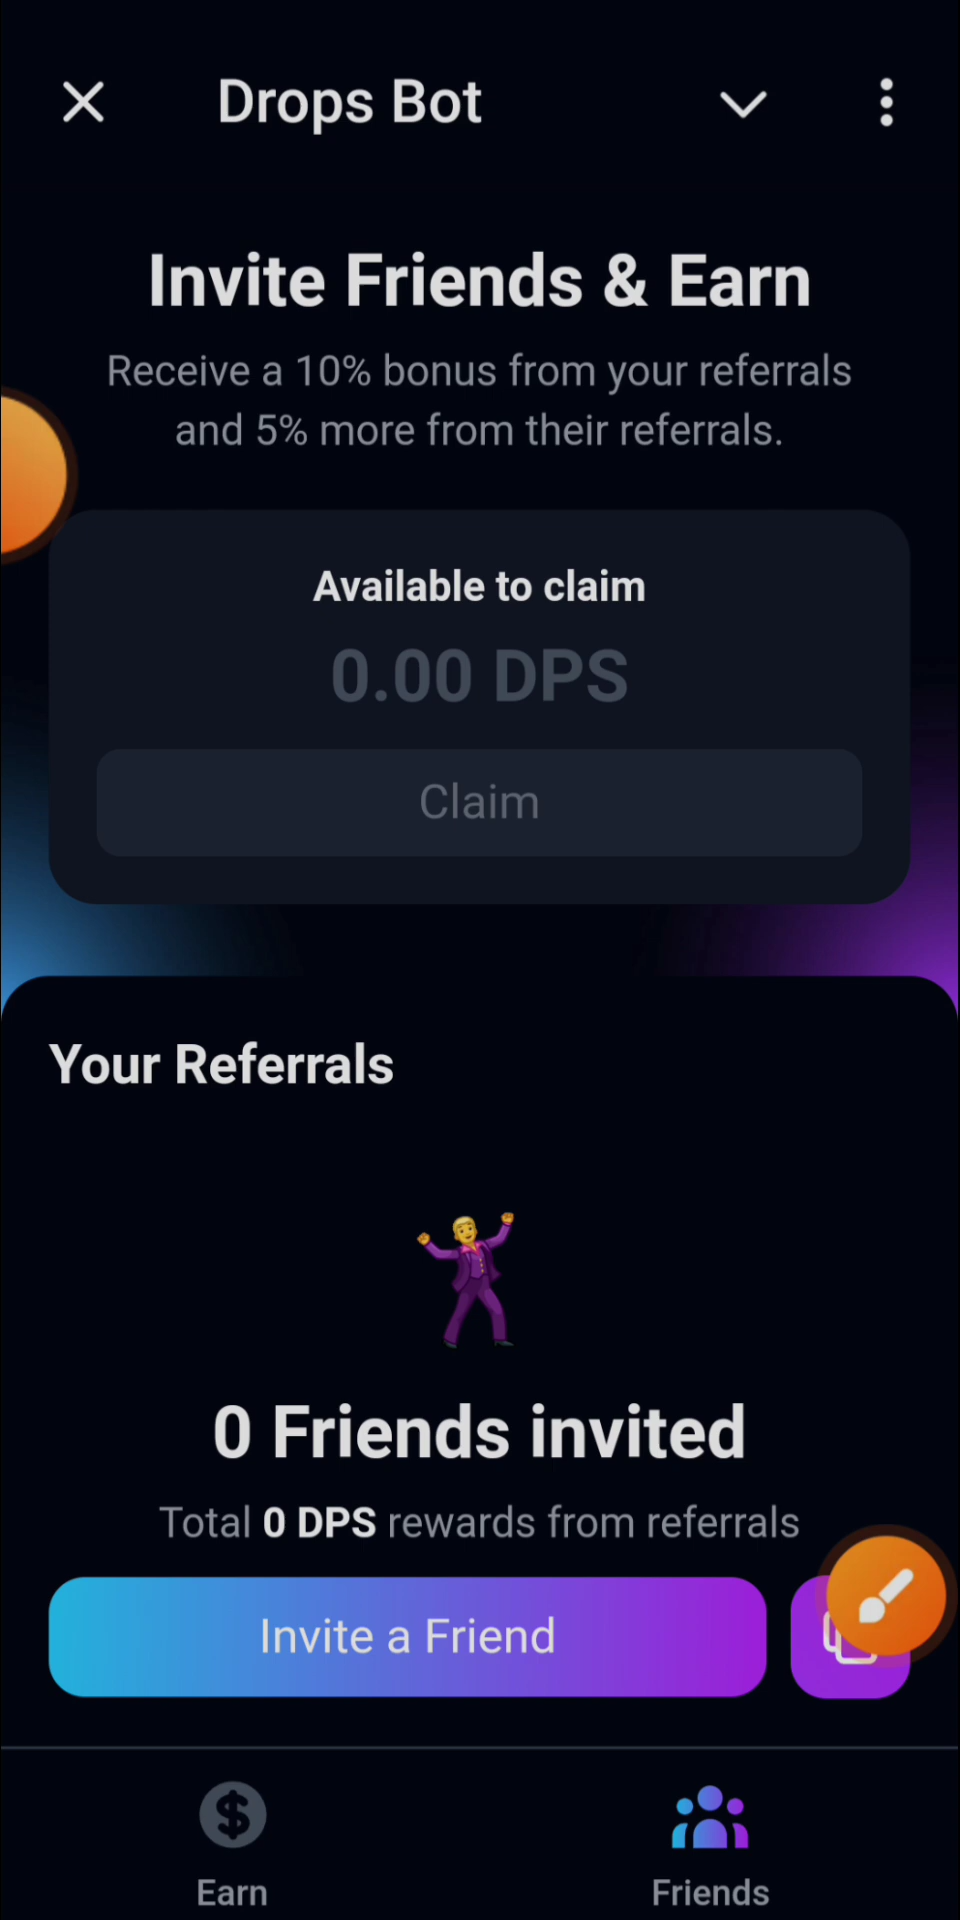 Drops Bot
Invite Friends & Earn
Receive a 10% bonus from your referrals
and 5% more from their referrals.
Available to claim
0.00 DPS
Claim
Your Referrals
0 Friends invited
Total 0 DPS rewards from referrals
Invite a Friend
Earn
Friends